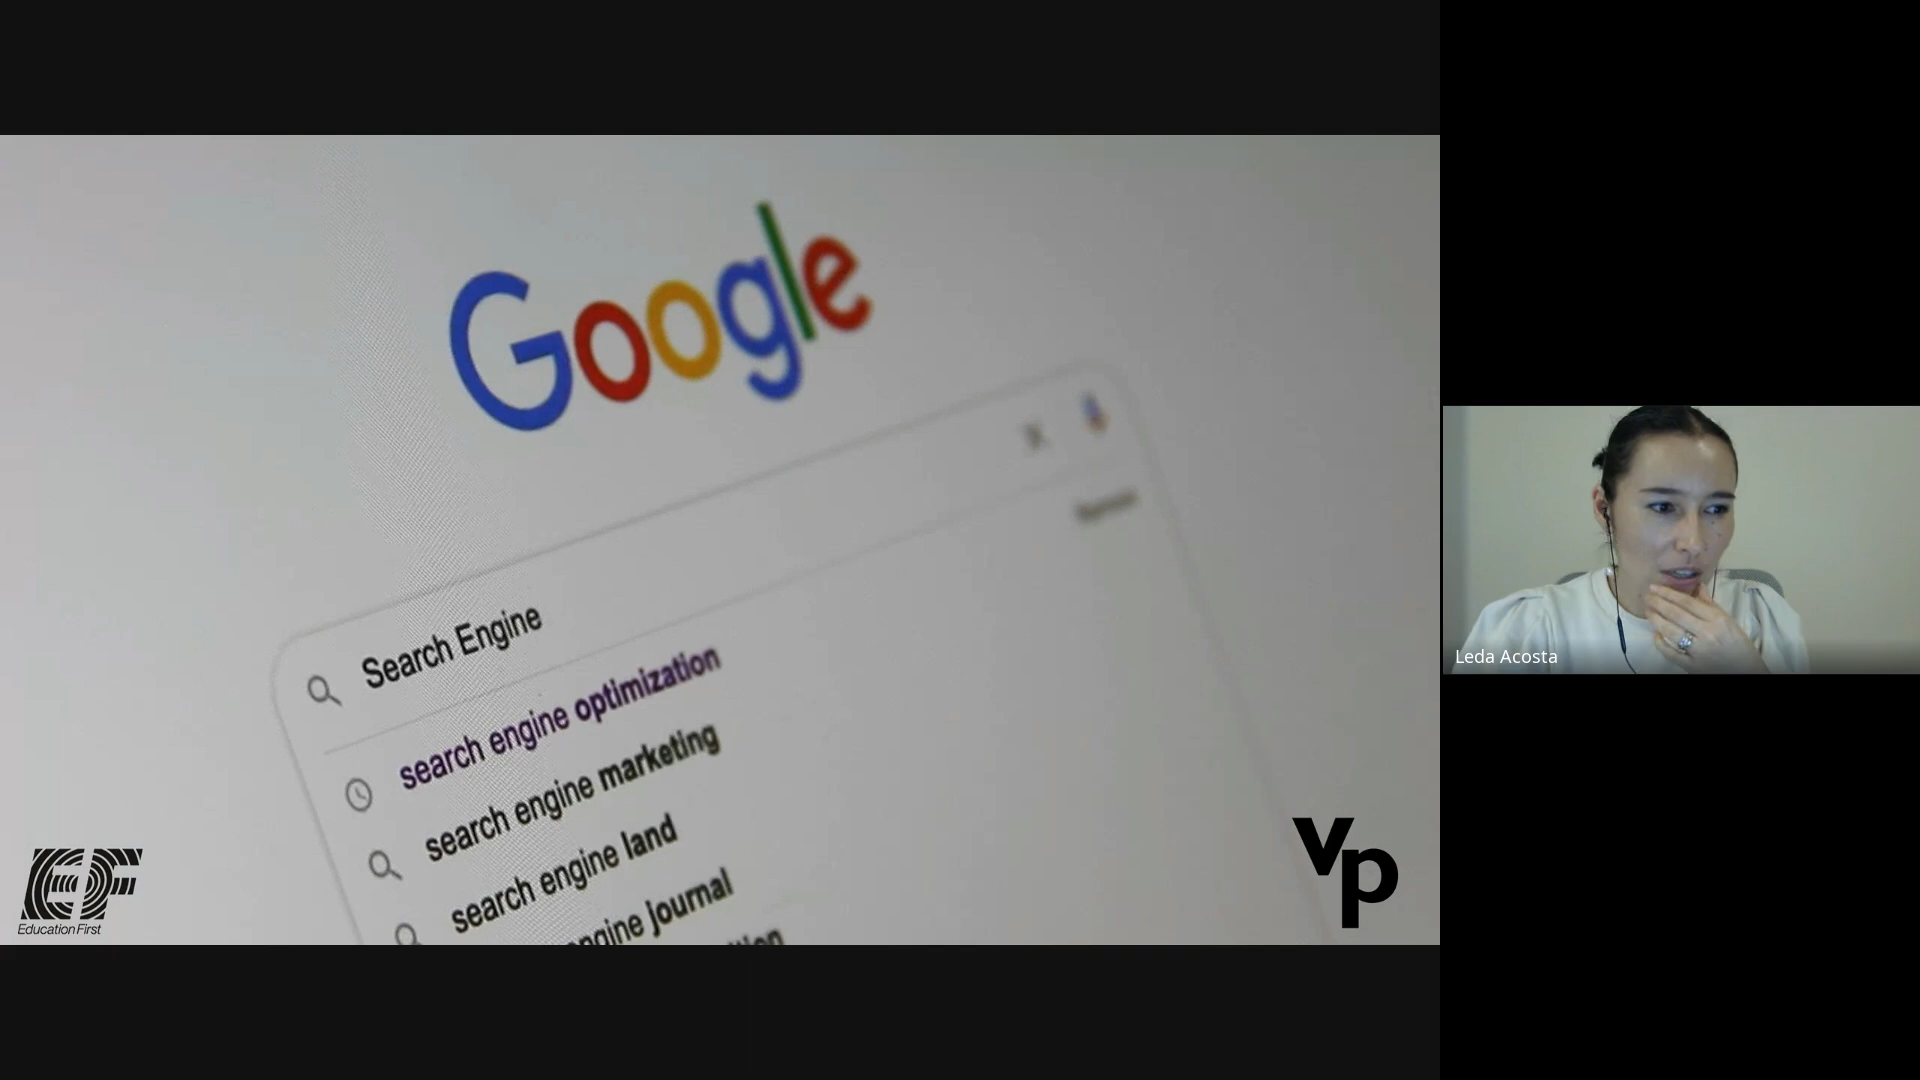 Google
Search Engine
search engine optimization
search engine marketing
search engine land
engine journal
EF
Education First
vp
Leda Acosta